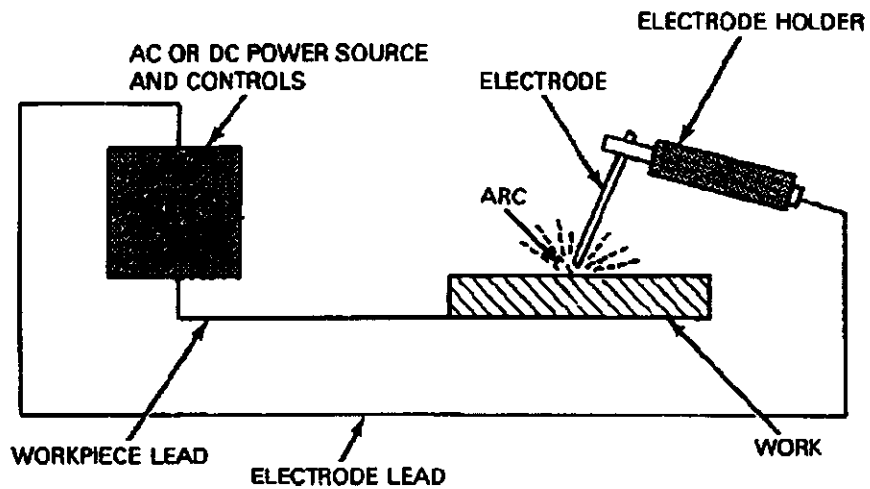 ELECTRODE HOLDER
AC OR DC POWER SOURCE
AND CONTROLS
ELECTRODE
ARC
WORKPIECE LEAD
ELECTRODE LEAD
WORK